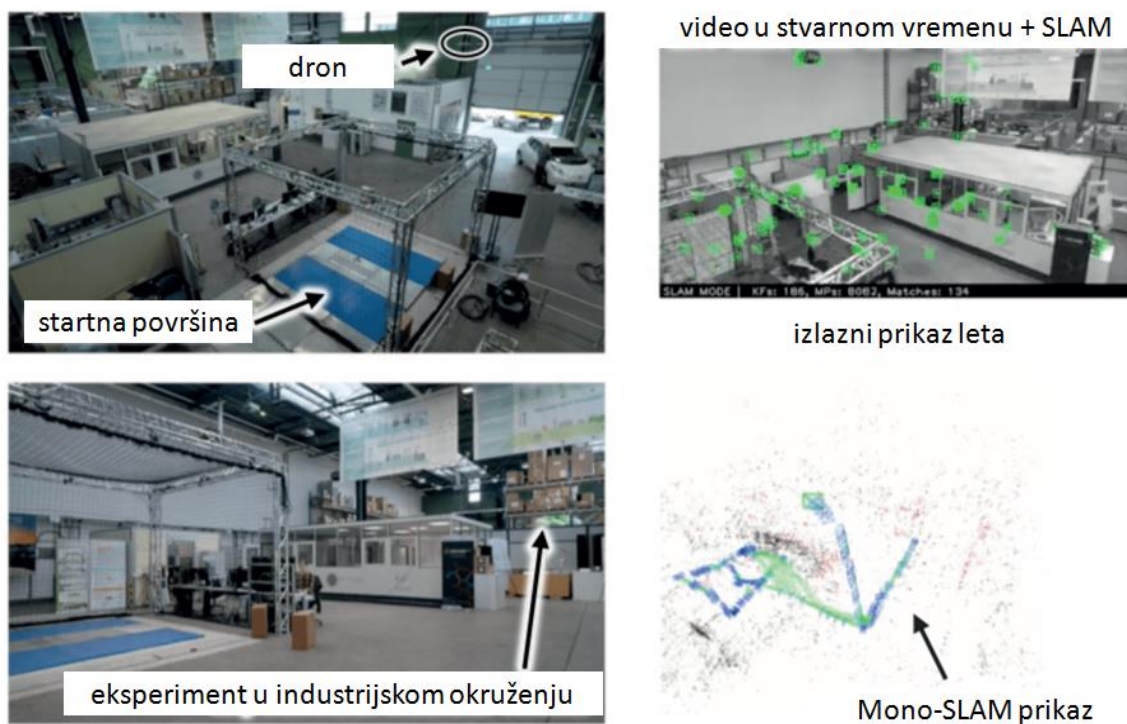 dron
startna površina
video u stvarnom vremenu + SLAM
SLAM MODE | KFs: 186, MPs: 8082, Matches: 134
izlazni prikaz leta
eksperiment u industrijskom okruženju
Mono-SLAM prikaz